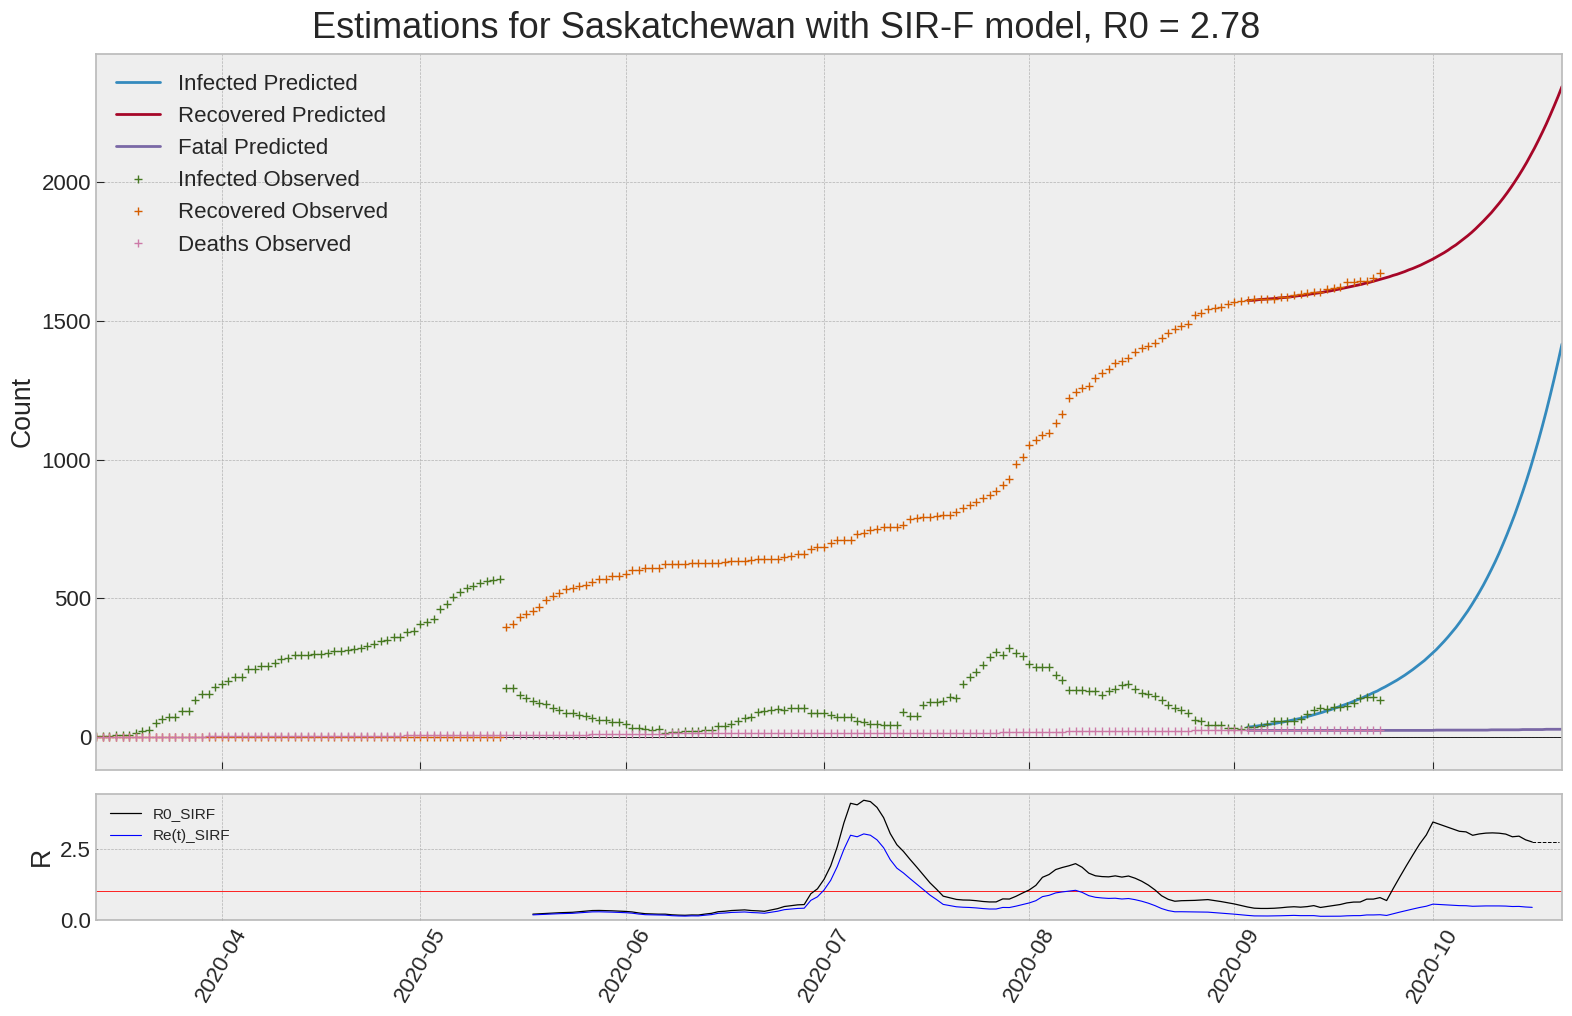 Estimations for Saskatchewan with SIR-F model, R0 = 2.78
Infected Predicted
Recovered Predicted
Fatal Predicted
Infected Observed
Recovered Observed
Deaths Observed
Count
2000
1500
1000
500
0
R0_SIRF
Re(t)_SIRF
R
2.5
0.0
2020-04
2020-05
2020-06
2020-07
2020-08
2020-09
2020-10